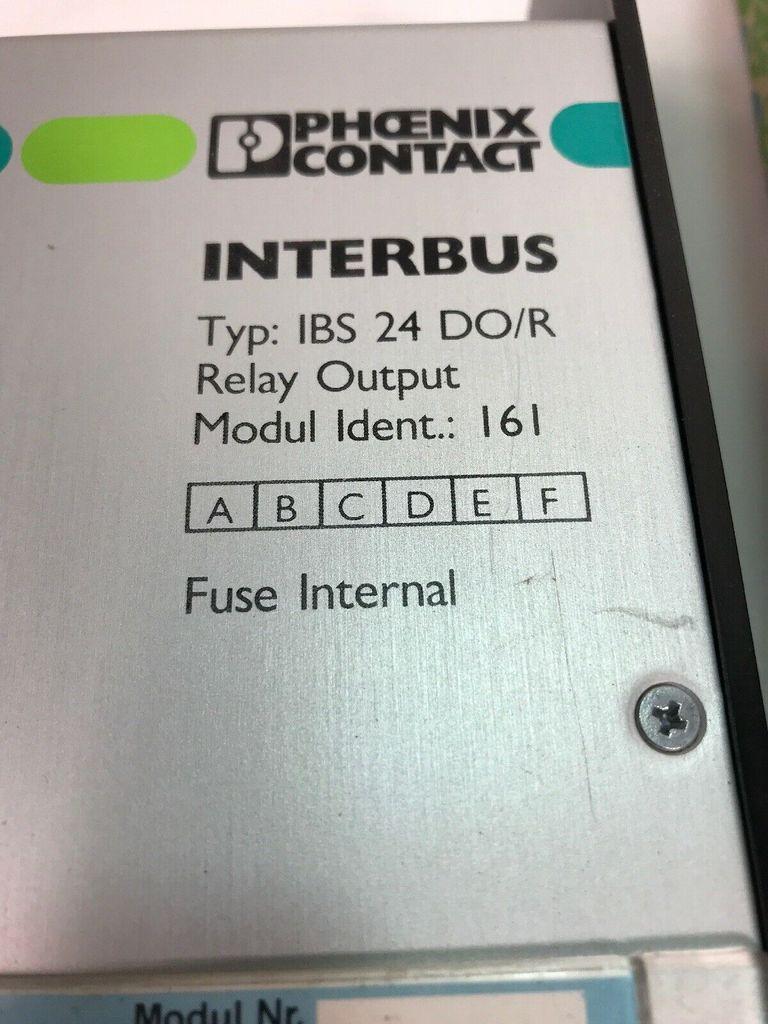 PHŒNIX
CONTACT
INTERBUS
Typ: IBS 24 DO/R
Relay Output
Modul Ident.: 161
A B C D E F
Fuse Internal
Modul Nr.